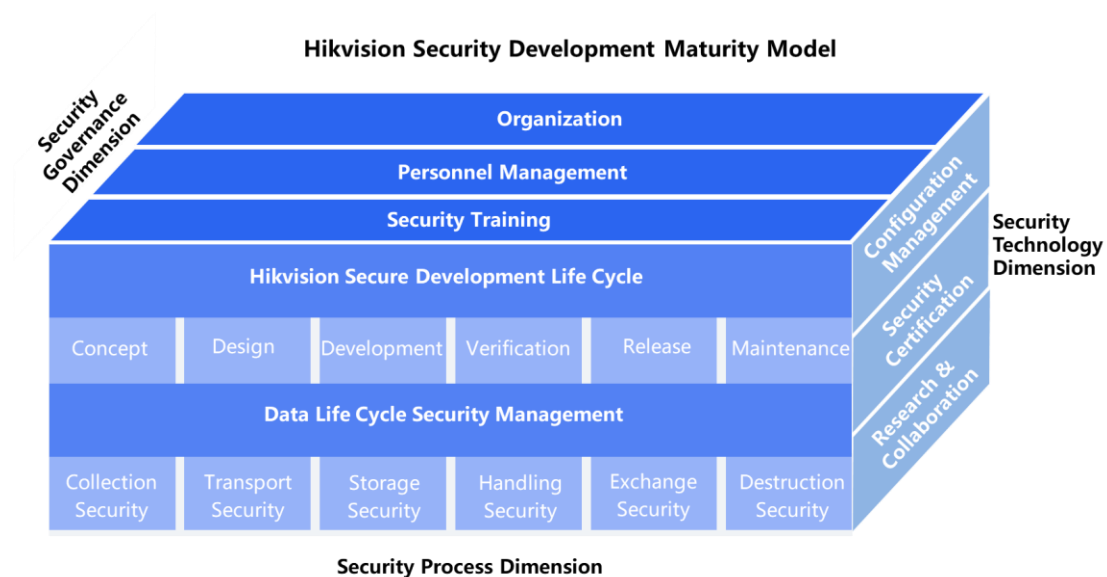 Hikvision Security Development Maturity Model
Security
Governance
Dimension
Organization
Personnel Management
Security Training
Configuration
Management
Security
Certification
Research &
Collaboration
Security
Technology
Dimension
Hikvision Secure Development Life Cycle
Concept
Design
Development
Verification
Release
Maintenance
Data Life Cycle Security Management
Collection
Security
Transport
Security
Storage
Security
Handling
Security
Exchange
Security
Destruction
Security
Security Process Dimension